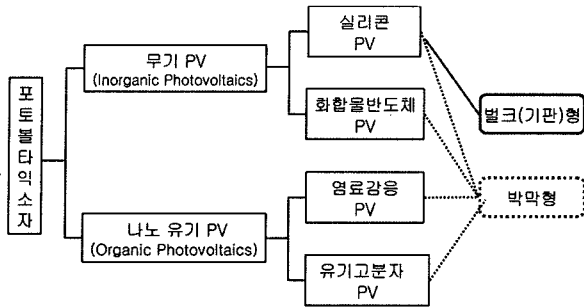 포토볼타익소자
무기 PV
(Inorganic Photovoltaics)
나노 유기 PV
(Organic Photovoltaics)
실리콘
PV
화합물반도체
PV
염료감응
PV
유기고분자
PV
벌크(기판)형
박막형